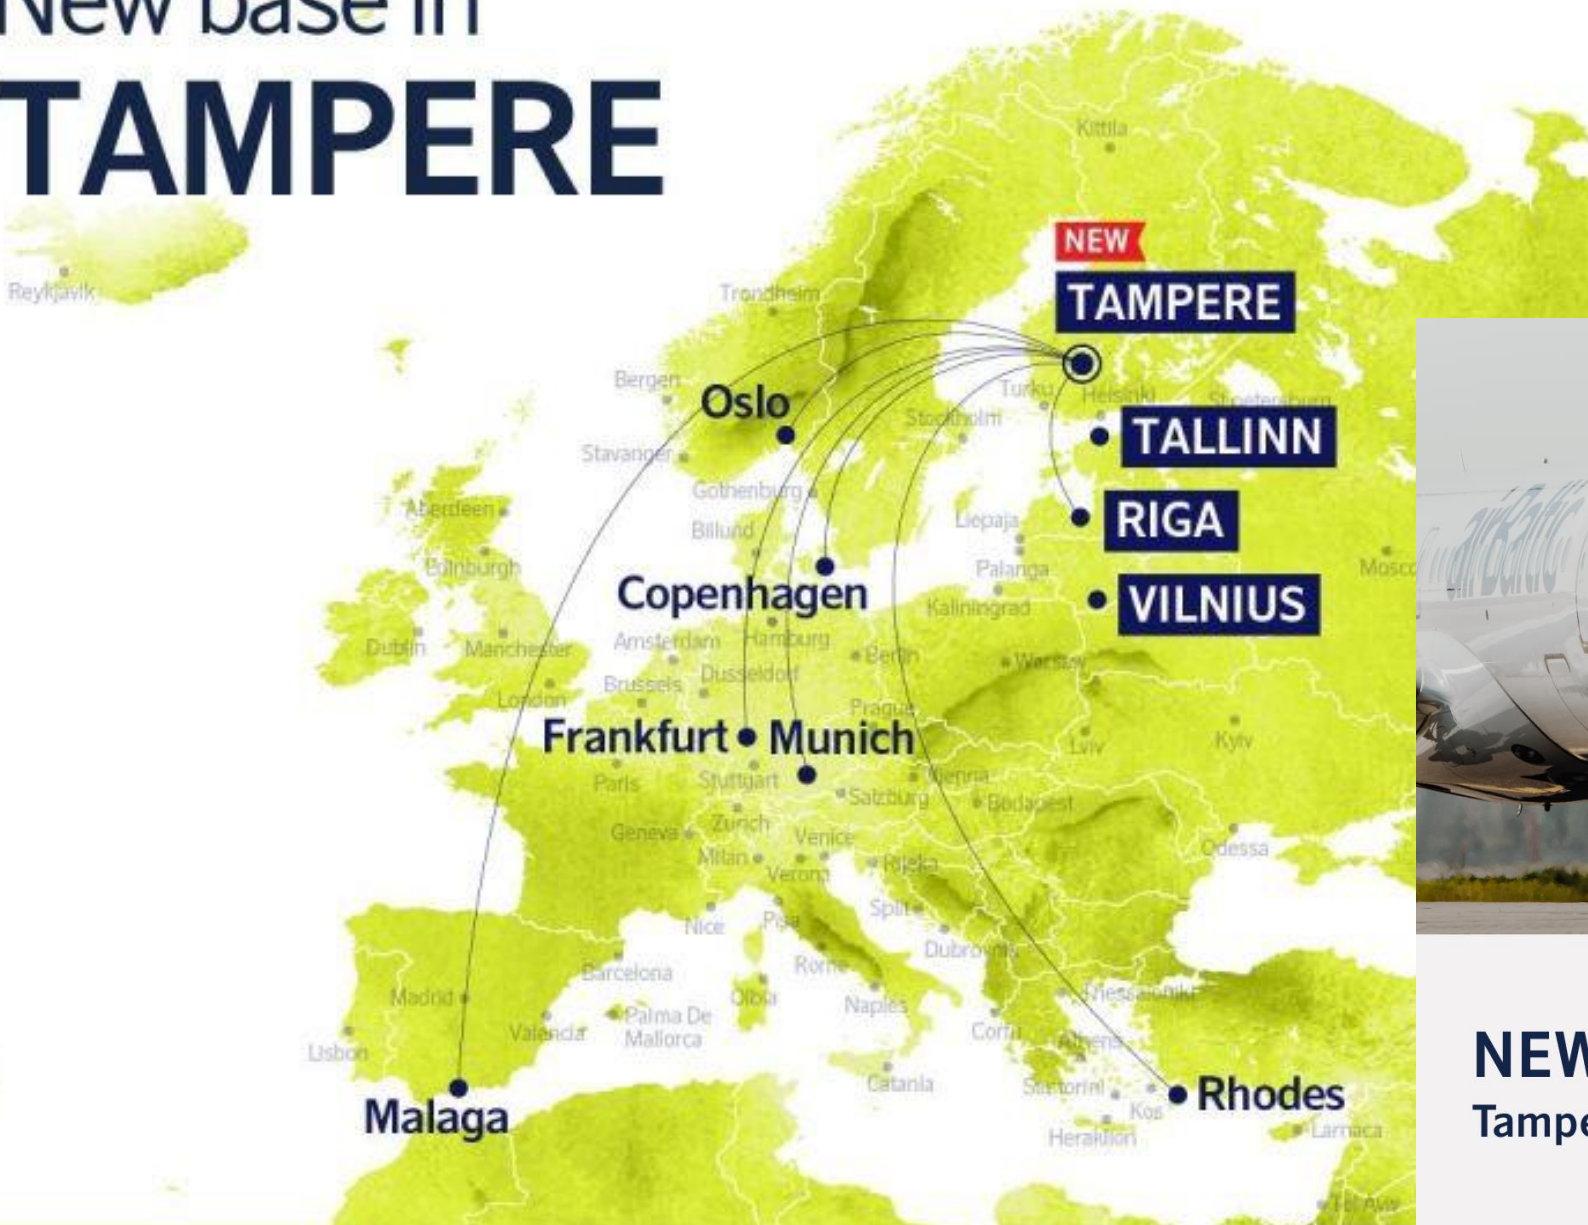 New base in
TAMPERE
Kittila
NEW
TAMPERE
Reykjavik
Trondheim
Bergen
Oslo
Turku
Helsinki
St.petersburg
Stockholm
TALLINN
Stavanger
Gothenburg
Aberdeen
Billund
Liepaja
RIGA
Edinburgh
Palanga
Mosco
airBaltic
Copenhagen
Kaliningrad
VILNIUS
Dublin
Manchester
Amsterdam
Hamburg
Berlin
Warsaw
Brussels
Dusseldorf
London
Prague
Frankfurt
Munich
Lviv
Kyiv
Paris
Stuttgart
Vienna
Salzburg
Budapest
Geneva
Zurich
Venice
Odessa
Milan
Verona
Rijeka
Nice
Pisa
Split
Dubrovnik
Barcelona
Rome
Madrid
Olbia
Naples
Thessaloniki
Lisbon
Valencia
Palma De
Mallorca
Corfu
Athens
Catania
Santorini
Kos
Rhodes
Malaga
Heraklion
Larnaca
Tel Aviv
NEW
Tampe